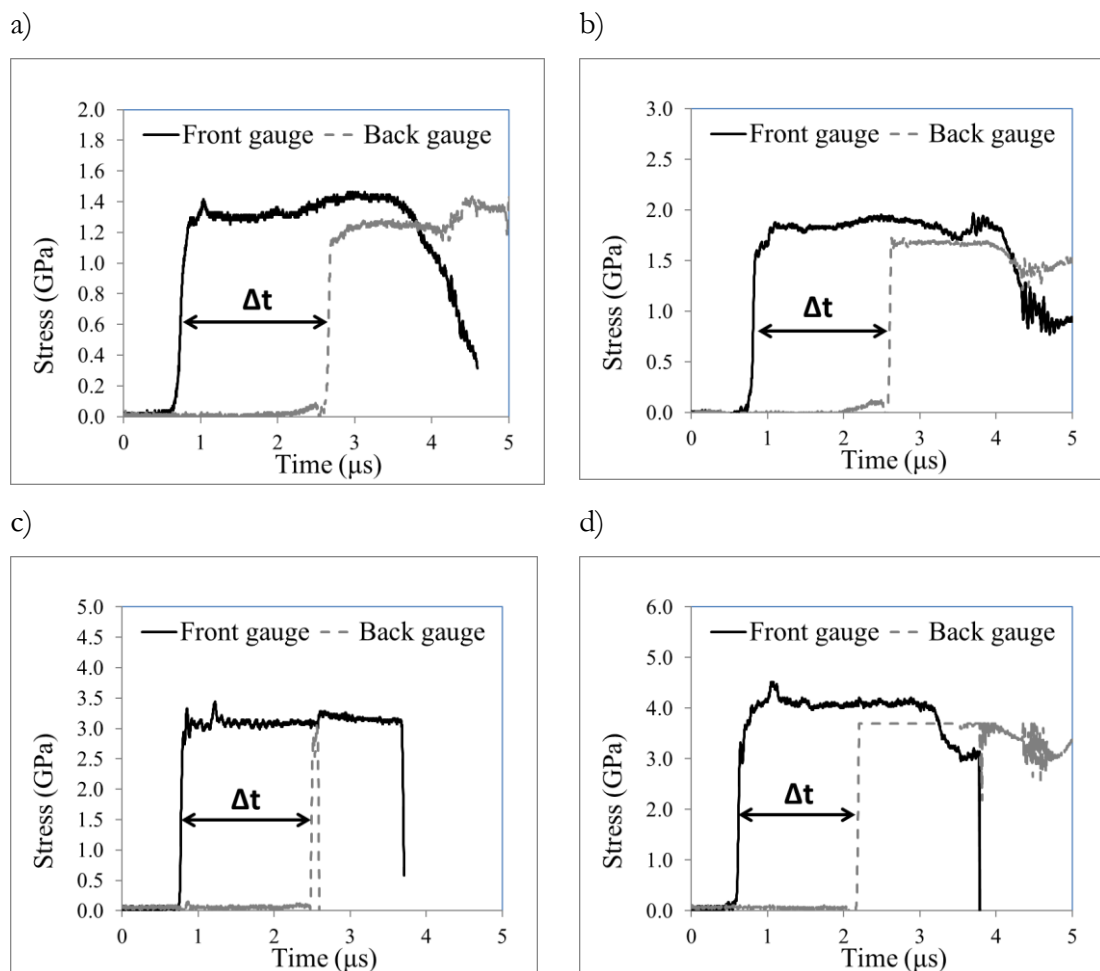 a)
2.0
1.8
1.6
1.4
1.2
1.0
0.8
0.6
0.4
0.2
0.0
Stress (GPa)
Front gauge Back gauge
Δt
0 1 2 3 4 5
Time (μs)
b)
3.0
2.5
2.0
1.5
1.0
0.5
0.0
Stress (GPa)
Front gauge Back gauge
Δt
0 1 2 3 4 5
Time (μs)
c)
5.0
4.5
4.0
3.5
3.0
2.5
2.0
1.5
1.0
0.5
0.0
Stress (GPa)
Front gauge Back gauge
Δt
0 1 2 3 4 5
Time (μs)
d)
6.0
5.0
4.0
3.0
2.0
1.0
0.0
Stress (GPa)
Front gauge Back gauge
Δt
0 1 2 3 4 5
Time (μs)